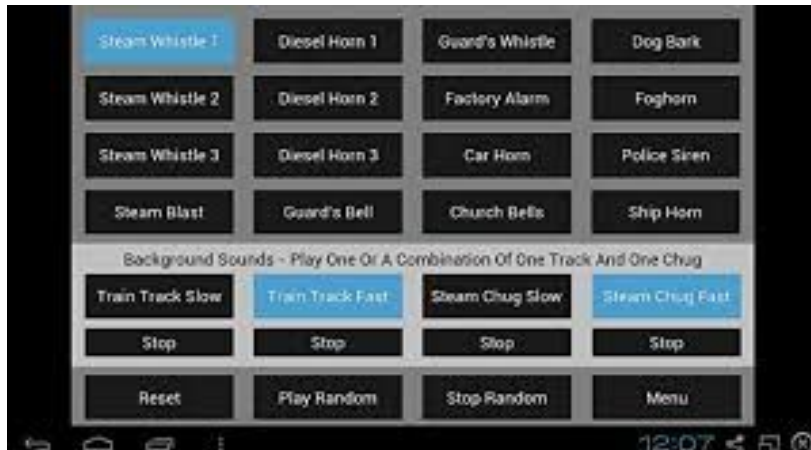 Steam Whistle 1 Diesel Horn 1 Guard's Whistle Dog Bark
Steam Whistle 2 Diesel Horn 2 Factory Alarm Foghorn
Steam Whistle 3 Diesel Horn 3 Car Horn Police Siren
Steam Blast Guard's Bell Church Bells Ship Horn
Background Sounds - Play One Or A Combination Of One Track And One Chug
Train Track Slow Train Track Fast Steam Chug Slow Steam Chug Fast
Stop Stop Stop Stop
Reset Play Random Stop Random Menu
12:07